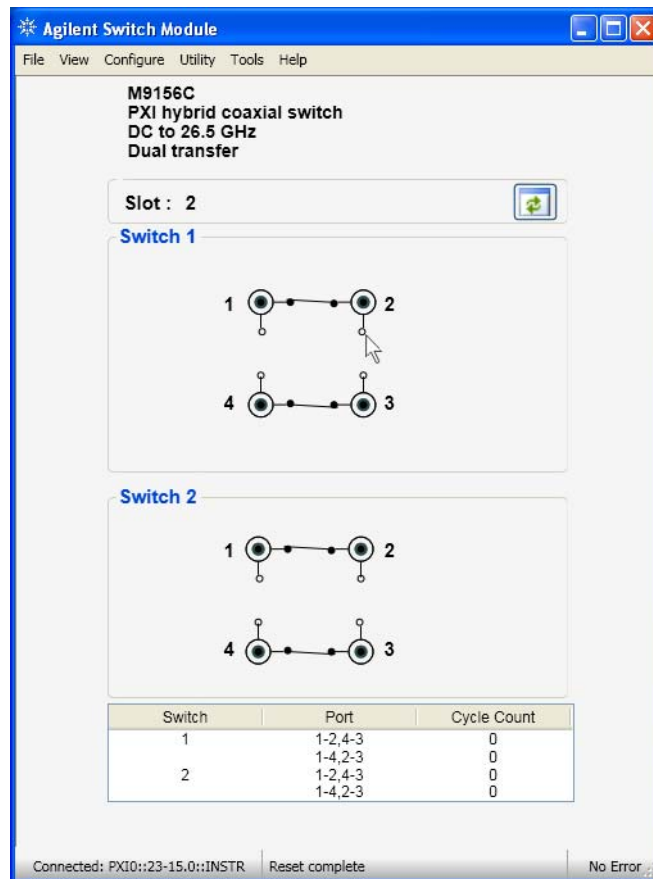 Agilent Switch Module
File View Configure Utility Tools Help
M9156C
PXI hybrid coaxial switch
DC to 26.5 GHz
Dual transfer
Slot : 2
Switch 1
1 2
4 3
Switch 2
1 2
4 3
Switch Port Cycle Count
1 1-2,4-3 0
1-4,2-3 0
2 1-2,4-3 0
1-4,2-3 0
Connected: PXI0::23-15.0::INSTR Reset complete No Error